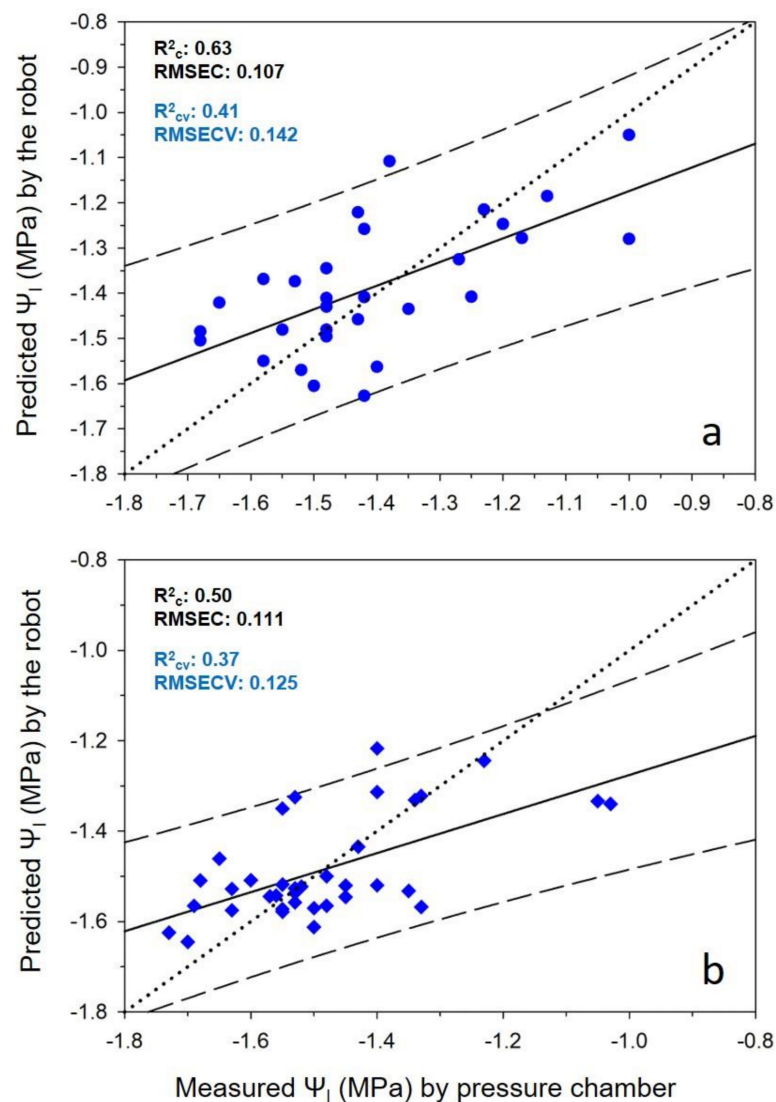 R²c: 0.63
RMSEC: 0.107
R²cv: 0.41
RMSECV: 0.142
Predicted Ψl (MPa) by the robot
-0.8
-0.9
-1.0
-1.1
-1.2
-1.3
-1.4
-1.5
-1.6
-1.7
-1.8
a
-1.8 -1.7 -1.6 -1.5 -1.4 -1.3 -1.2 -1.1 -1.0 -0.9 -0.8
R²c: 0.50
RMSEC: 0.111
R²cv: 0.37
RMSECV: 0.125
Predicted Ψl (MPa) by the robot
-0.8
-1.0
-1.2
-1.4
-1.6
-1.8
b
-1.8 -1.6 -1.4 -1.2 -1.0 -0.8
Measured Ψl (MPa) by pressure chamber